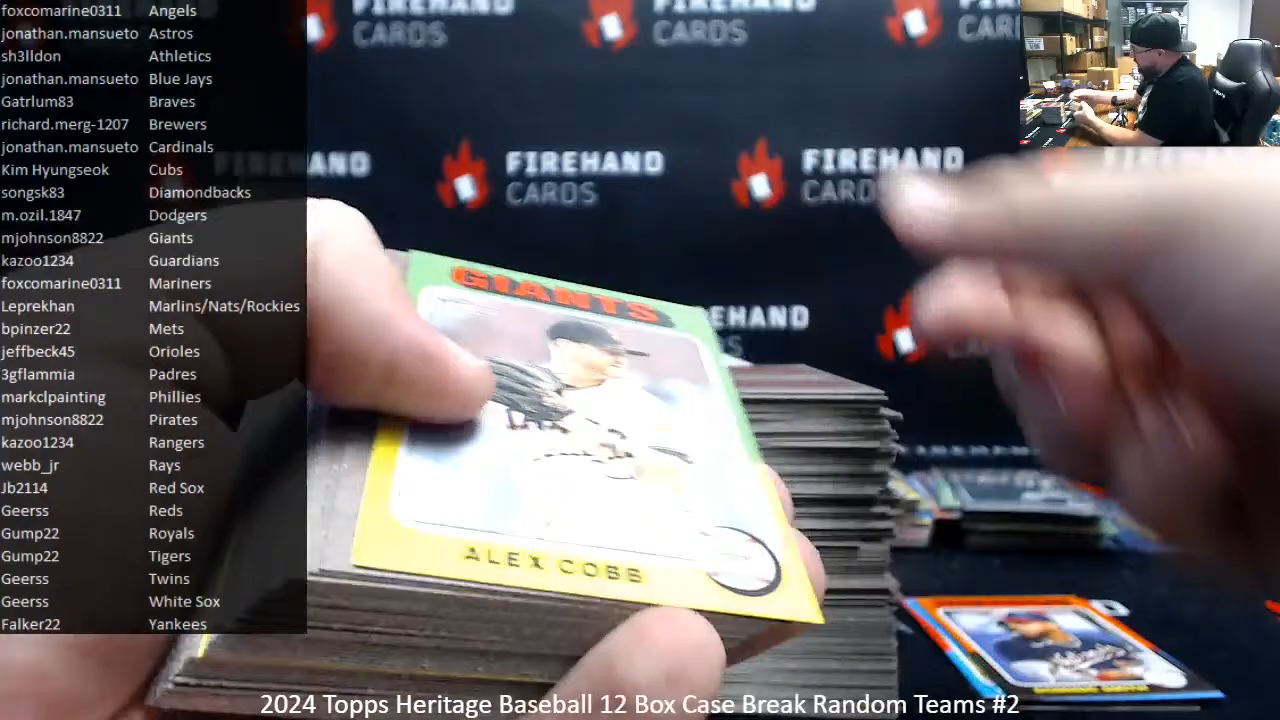 foxcomarine0311 Angels
jonathan.mansueto Astros
sh3lldon Athletics
jonathan.mansueto Blue Jays
Gatrlum83 Braves
richard.merg-1207 Brewers
jonathan.mansueto Cardinals
Kim Hyungseok Cubs
songsk83 Diamondbacks
m.ozil.1847 Dodgers
mjohnson8822 Giants
kazoo1234 Guardians
foxcomarine0311 Mariners
Leprekhan Marlins/Nats/Rockies
bpinzer22 Mets
jeffbeck45 Orioles
3gflammia Padres
markclpainting Phillies
mjohnson8822 Pirates
kazoo1234 Rangers
webb_jr Rays
Jb2114 Red Sox
Geerss Reds
Gump22 Royals
Gump22 Tigers
Geerss Twins
Geerss White Sox
Falker22 Yankees
FIREHAND
CARDS
FIREHAND
CARDS
FIREHAND
CARDS
FIREHAND
CARDS
GIANTS
ALEX COBB
2024 Topps Heritage Baseball 12 Box Case Break Random Teams #2